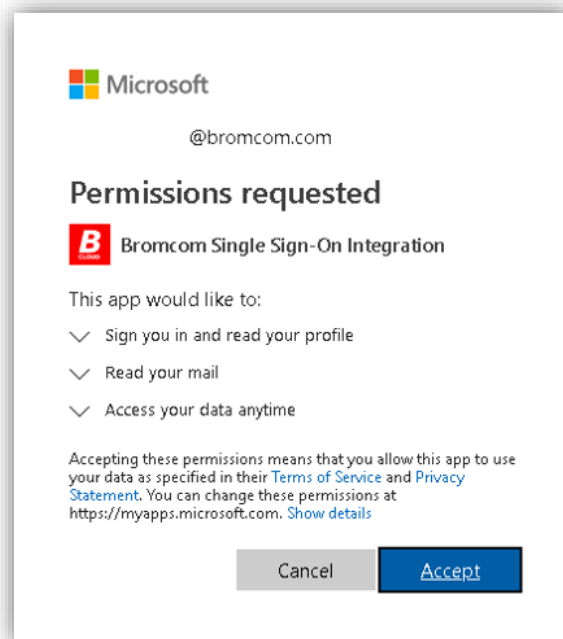 Microsoft
@bromcom.com
Permissions requested
B
CLOUD
Bromcom Single Sign-On Integration
This app would like to:
Sign you in and read your profile
Read your mail
Access your data anytime
Accepting these permissions means that you allow this app to use
your data as specified in their Terms of Service and Privacy
Statement. You can change these permissions at
https://myapps.microsoft.com. Show details
Cancel
Accept